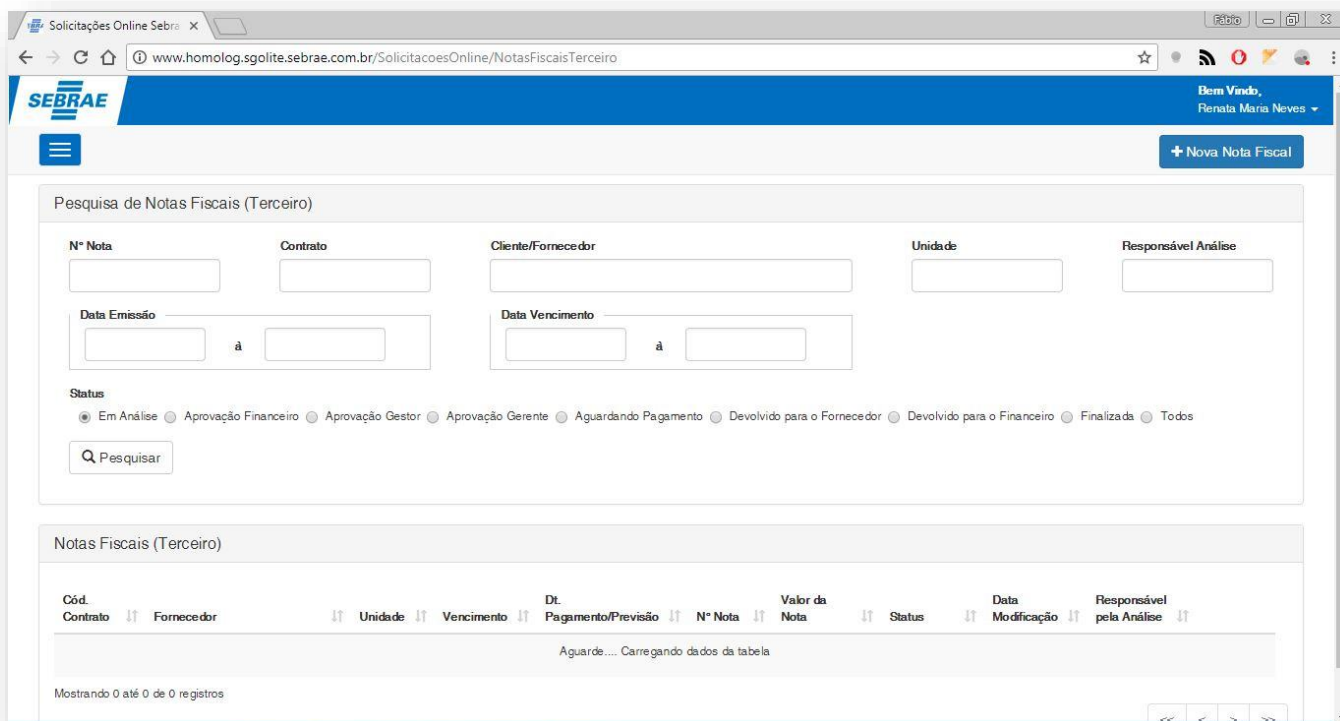 Solicitações Online Sebra
Fábio
www.homolog.sgolite.sebrae.com.br/SolicitacoesOnline/NotasFiscaisTerceiro
SEBRAE
Bem Vindo,
Renata Maria Neves
Nova Nota Fiscal
Pesquisa de Notas Fiscais (Terceiro)
Nº Nota Contrato Cliente/Fornecedor Unidade Responsável Análise
Data Emissão Data Vencimento
à à
Status
Em Análise Aprovação Financeiro Aprovação Gestor Aprovação Gerente Aguardando Pagamento Devolvido para o Fornecedor Devolvido para o Financeiro Finalizada Todos
Pesquisar
Notas Fiscais (Terceiro)
Cód. Dt. Valor da Data Responsável
Contrato Fornecedor Unidade Vencimento Pagamento/Previsão Nº Nota Nota Status Modificação pela Análise
Aguarde.... Carregando dados da tabela
Mostrando 0 até 0 de 0 registros
<< < > >>